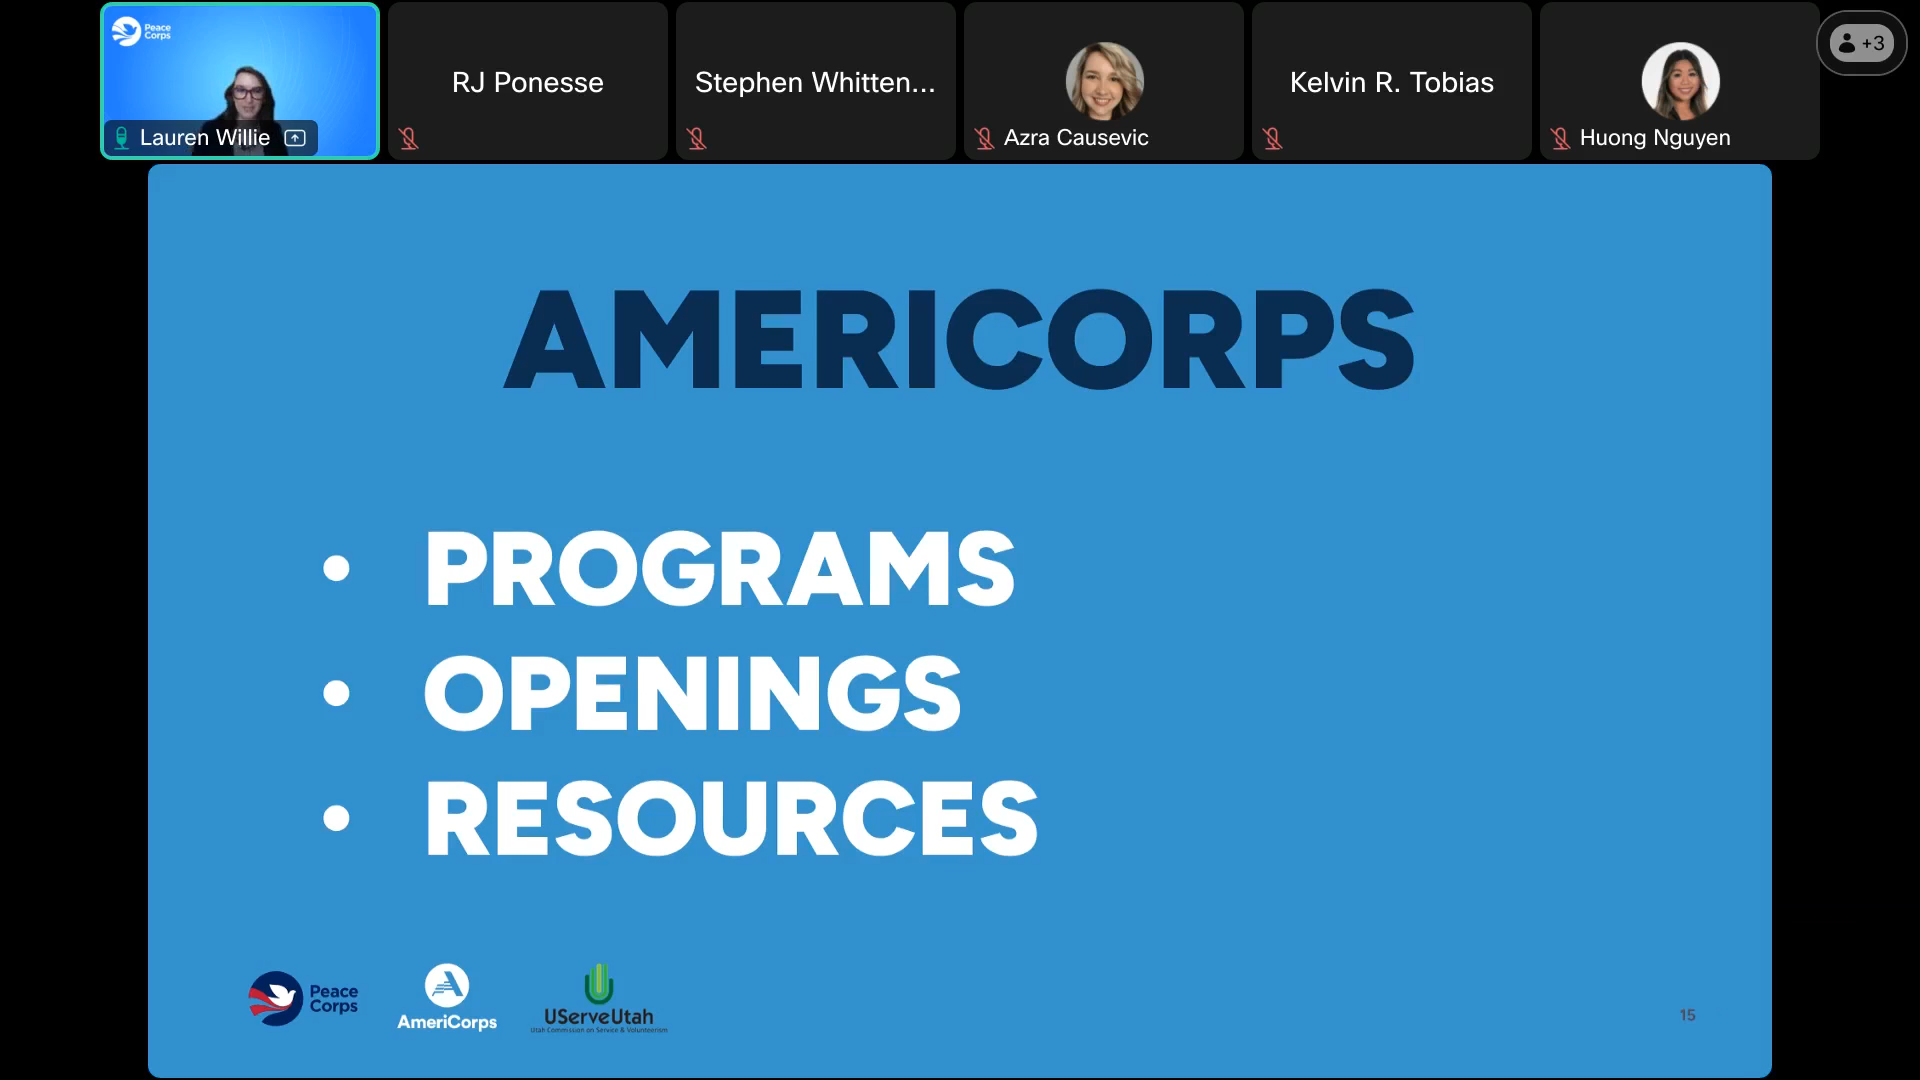 Peace
Corps
Lauren Willie
RJ Ponesse
Stephen Whitten...
Azra Causevic
Kelvin R. Tobias
Huong Nguyen
+3
AMERICORPS
• PROGRAMS
• OPENINGS
• RESOURCES
Peace
Corps
AmeriCorps
UServeUtah
Utah Commission on Service & Volunteerism
15